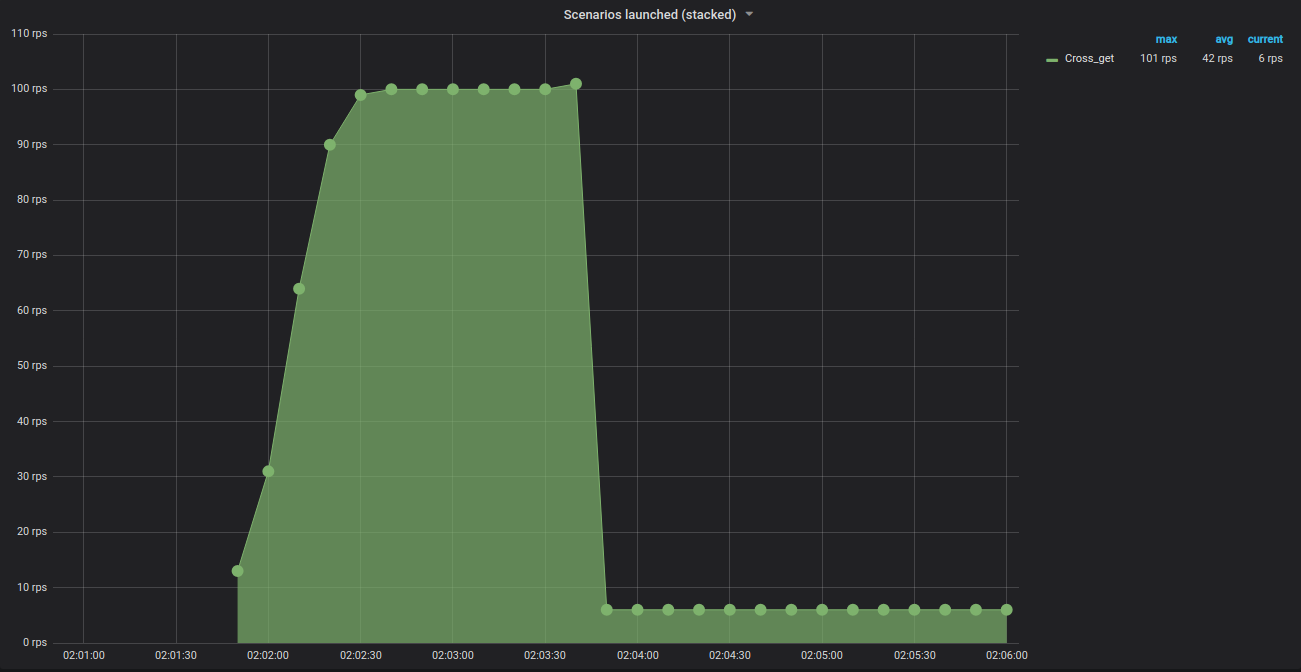 Scenarios launched (stacked)
110 rps
100 rps
90 rps
80 rps
70 rps
60 rps
50 rps
40 rps
30 rps
20 rps
10 rps
0 rps
02:01:00 02:01:30 02:02:00 02:02:30 02:03:00 02:03:30 02:04:00 02:04:30 02:05:00 02:05:30 02:06:00
max avg current
Cross_get 101 rps 42 rps 6 rps